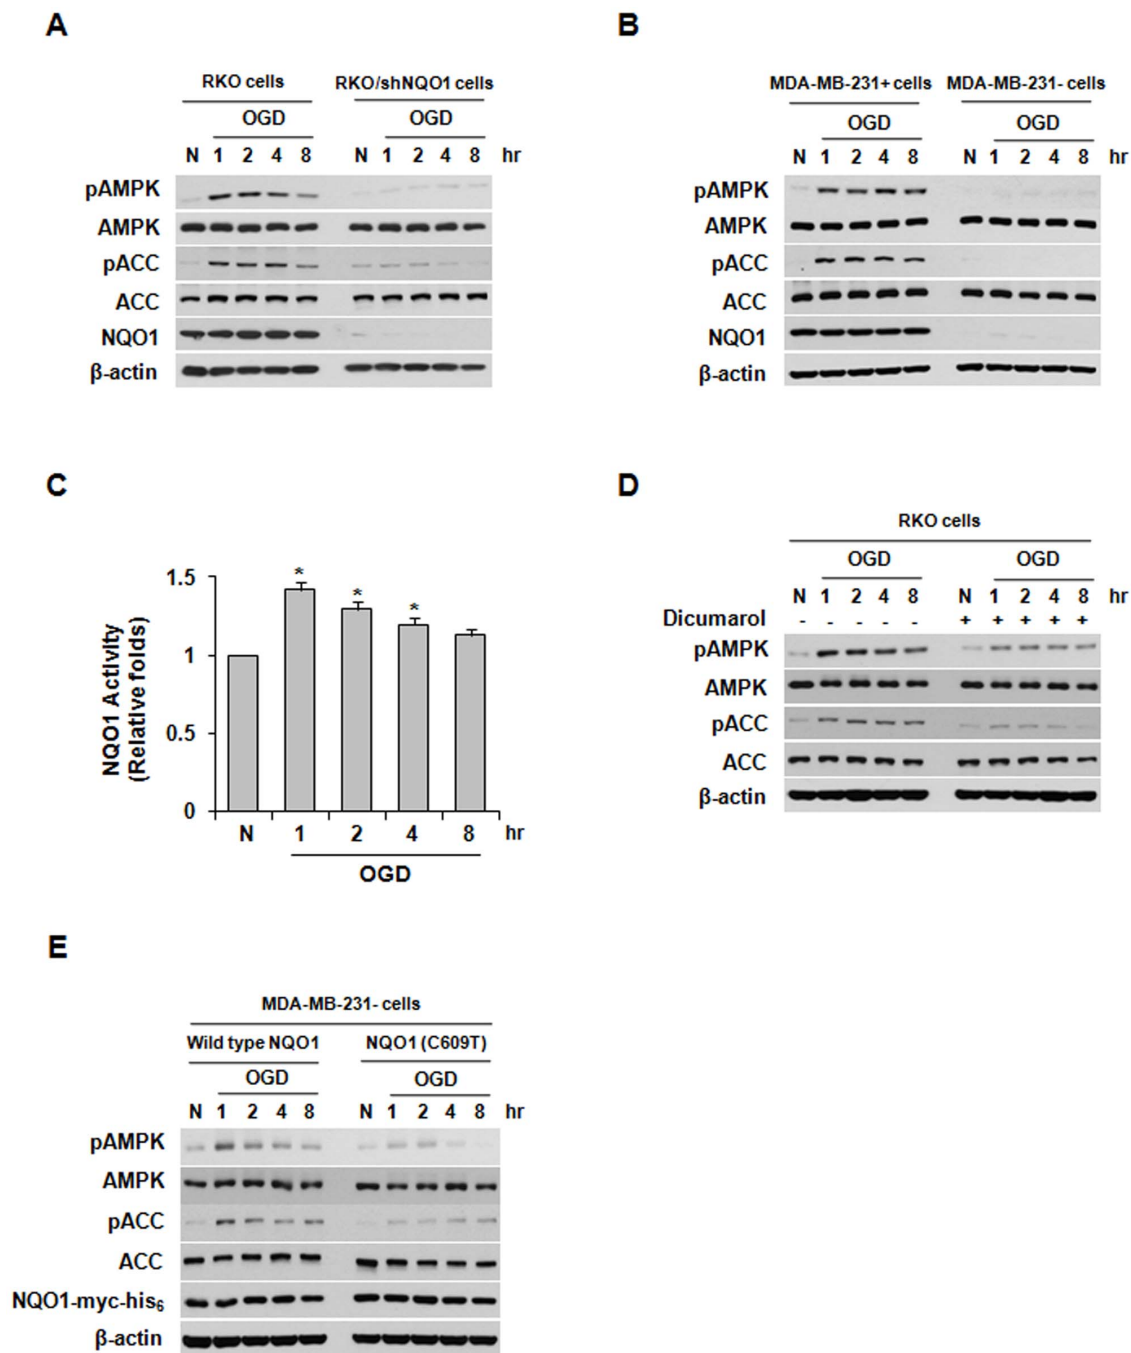 A
RKO cells RKO/shNQO1 cells
OGD OGD
N 1 2 4 8 N 1 2 4 8 hr
pAMPK
AMPK
pACC
ACC
NQO1
β-actin
B
MDA-MB-231+ cells MDA-MB-231- cells
OGD OGD
N 1 2 4 8 N 1 2 4 8 hr
pAMPK
AMPK
pACC
ACC
NQO1
β-actin
C
NQO1 Activity
(Relative folds)
1.5
1
0.5
0
* * *
N 1 2 4 8 hr
OGD
D
RKO cells
OGD OGD
N 1 2 4 8 N 1 2 4 8 hr
Dicumarol - - - - - + + + + +
pAMPK
AMPK
pACC
ACC
β-actin
E
MDA-MB-231- cells
Wild type NQO1 NQO1 (C609T)
OGD OGD
N 1 2 4 8 N 1 2 4 8 hr
pAMPK
AMPK
pACC
ACC
NQO1-myc-his₆
β-actin